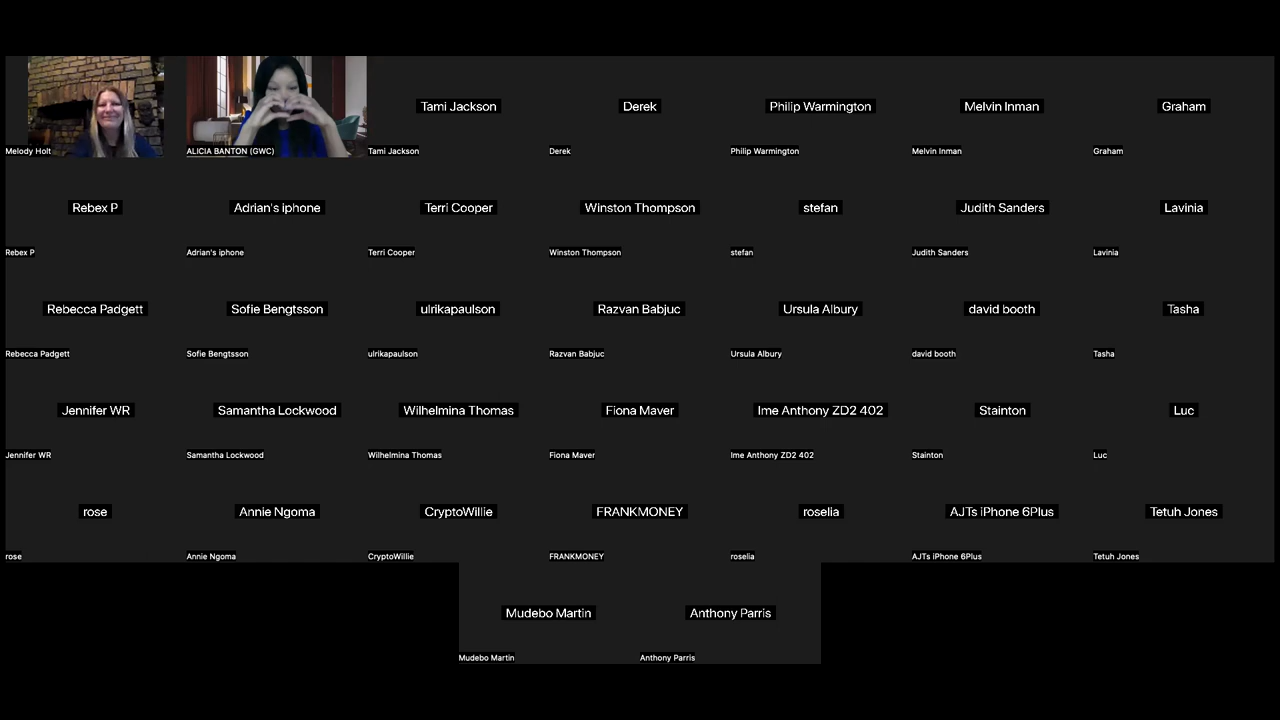 Tami Jackson
Derek
Philip Warmington
Melvin Inman
Graham
Melody Holt
ALICIA BANTON (GWC)
Tami Jackson
Derek
Philip Warmington
Melvin Inman
Graham
Rebex P
Adrian's iphone
Terri Cooper
Winston Thompson
stefan
Judith Sanders
Lavinia
Rebex P
Adrian's iphone
Terri Cooper
Winston Thompson
stefan
Judith Sanders
Lavinia
Rebecca Padgett
Sofie Bengtsson
ulrikapaulson
Razvan Babjuc
Ursula Albury
david booth
Tasha
Rebecca Padgett
Sofie Bengtsson
ulrikapaulson
Razvan Babjuc
Ursula Albury
david booth
Tasha
Jennifer WR
Samantha Lockwood
Wilhelmina Thomas
Fiona Maver
Ime Anthony ZD2 402
Stainton
Luc
Jennifer WR
Samantha Lockwood
Wilhelmina Thomas
Fiona Maver
Ime Anthony ZD2 402
Stainton
Luc
rose
Annie Ngoma
CryptoWillie
FRANKMONEY
roselia
AJTs iPhone 6Plus
Tetuh Jones
rose
Annie Ngoma
CryptoWillie
FRANKMONEY
roselia
AJTs iPhone 6Plus
Tetuh Jones
Mudebo Martin
Anthony Parris
Mudebo Martin
Anthony Parris